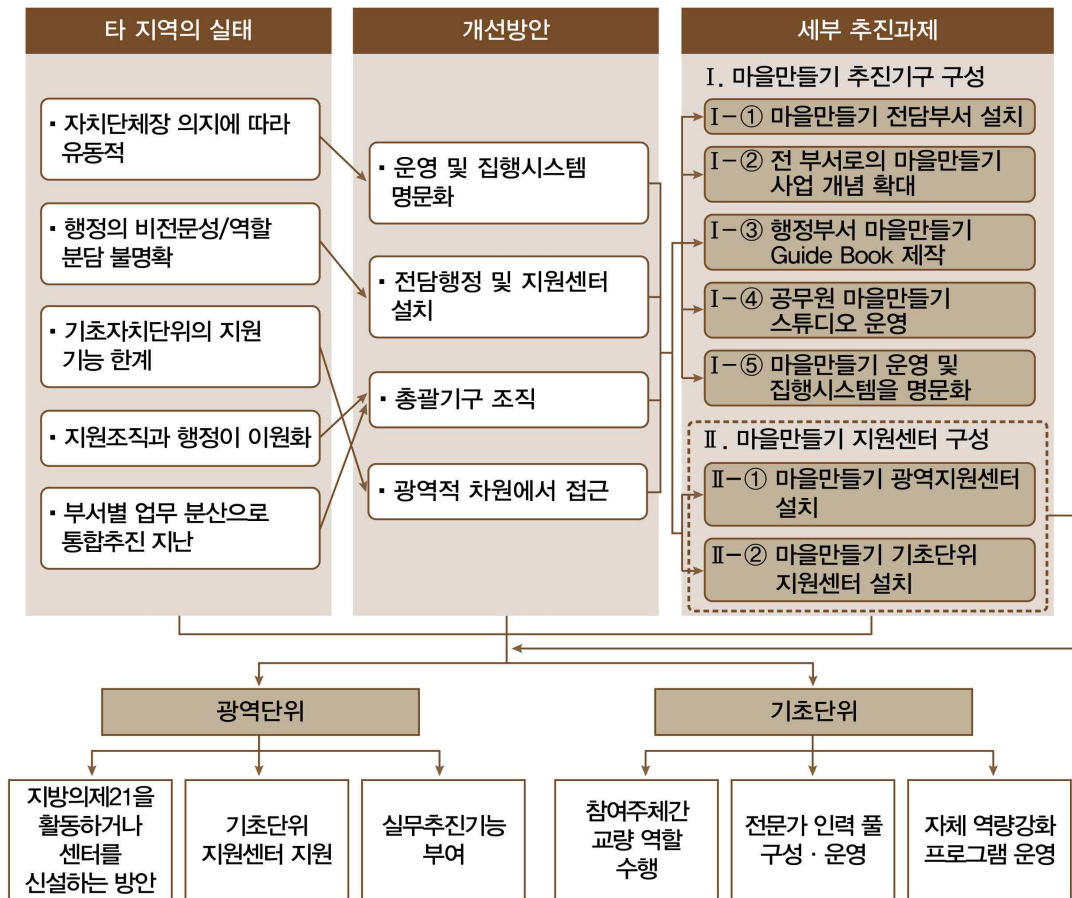 타 지역의 실태
▪ 자치단체장 의지에 따라
유동적
▪ 행정의 비전문성/역할
분담 불명확
▪ 기초자치단위의 지원
기능 한계
▪ 지원조직과 행정이 이원화
▪ 부서별 업무 분산으로
통합추진 지난
개선방안
▪ 운영 및 집행시스템
명문화
▪ 전담행정 및 지원센터
설치
▪ 총괄기구 조직
▪ 광역적 차원에서 접근
세부 추진과제
Ⅰ. 마을만들기 추진기구 구성
Ⅰ-① 마을만들기 전담부서 설치
Ⅰ-② 전 부서로의 마을만들기
사업 개념 확대
Ⅰ-③ 행정부서 마을만들기
Guide Book 제작
Ⅰ-④ 공무원 마을만들기
스튜디오 운영
Ⅰ-⑤ 마을만들기 운영 및
집행시스템을 명문화
Ⅱ. 마을만들기 지원센터 구성
Ⅱ-① 마을만들기 광역지원센터
설치
Ⅱ-② 마을만들기 기초단위
지원센터 설치
광역단위
지방의제21을
활동하거나
센터를
신설하는 방안
기초단위
지원센터 지원
실무추진기능
부여
기초단위
참여주체간
교량 역할
수행
전문가 인력 풀
구성 · 운영
자체 역량강화
프로그램 운영